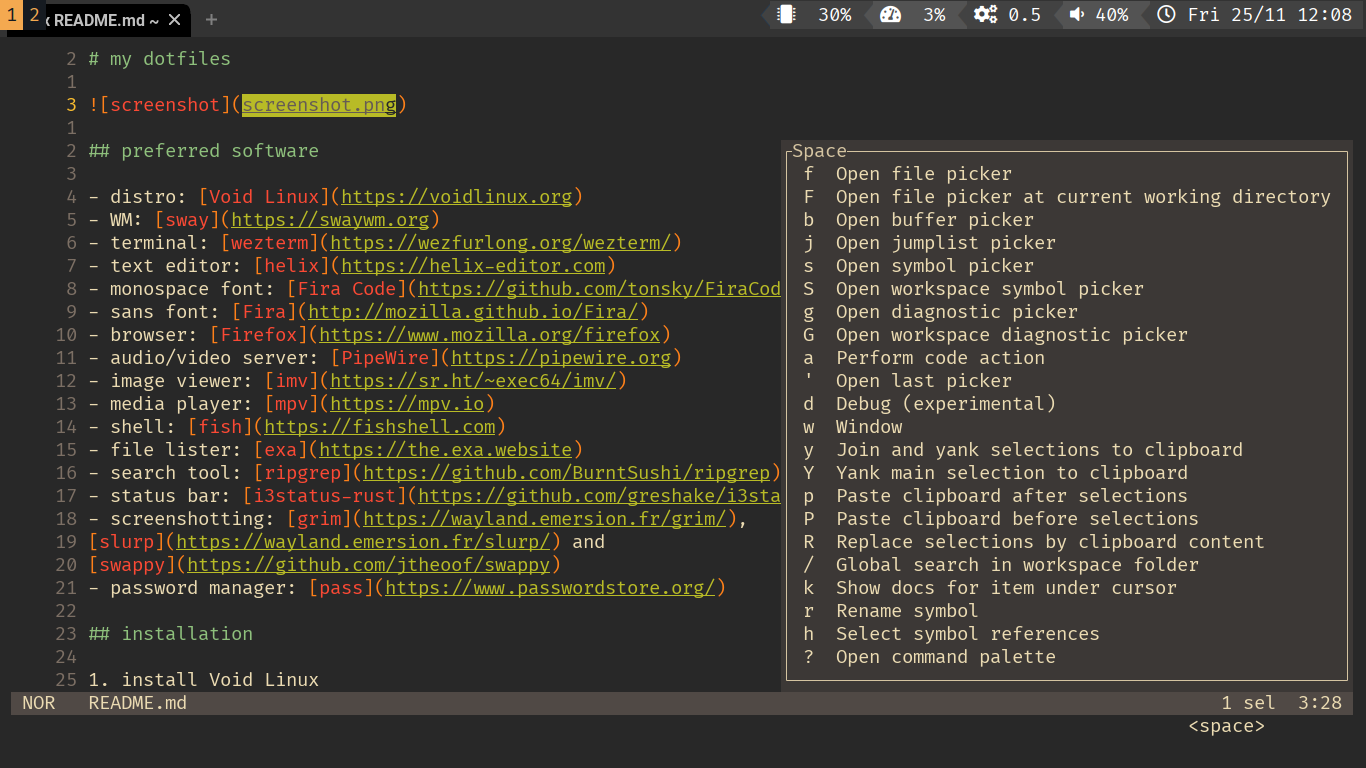 1 2 x README.md ~ ✕ + 30% 3% 0.5 40% Fri 25/11 12:08
2 # my dotfiles
1
3 ![screenshot](screenshot.png)
1
2 ## preferred software
3
4 - distro: [Void Linux](https://voidlinux.org)
5 - WM: [sway](https://swaywm.org)
6 - terminal: [wezterm](https://wezfurlong.org/wezterm/)
7 - text editor: [helix](https://helix-editor.com)
8 - monospace font: [Fira Code](https://github.com/tonsky/FiraCod
9 - sans font: [Fira](http://mozilla.github.io/Fira/)
10 - browser: [Firefox](https://www.mozilla.org/firefox)
11 - audio/video server: [PipeWire](https://pipewire.org)
12 - image viewer: [imv](https://sr.ht/~exec64/imv/)
13 - media player: [mpv](https://mpv.io)
14 - shell: [fish](https://fishshell.com)
15 - file lister: [exa](https://the.exa.website)
16 - search tool: [ripgrep](https://github.com/BurntSushi/ripgrep)
17 - status bar: [i3status-rust](https://github.com/greshake/i3sta
18 - screenshotting: [grim](https://wayland.emersion.fr/grim/),
19 [slurp](https://wayland.emersion.fr/slurp/) and
20 [swappy](https://github.com/jtheoof/swappy)
21 - password manager: [pass](https://www.passwordstore.org/)
22
23 ## installation
24
25 1. install Void Linux
Space
f Open file picker
F Open file picker at current working directory
b Open buffer picker
j Open jumplist picker
s Open symbol picker
S Open workspace symbol picker
g Open diagnostic picker
G Open workspace diagnostic picker
a Perform code action
' Open last picker
d Debug (experimental)
w Window
y Join and yank selections to clipboard
Y Yank main selection to clipboard
p Paste clipboard after selections
P Paste clipboard before selections
R Replace selections by clipboard content
/ Global search in workspace folder
k Show docs for item under cursor
r Rename symbol
h Select symbol references
? Open command palette
NOR README.md 1 sel 3:28
<space>